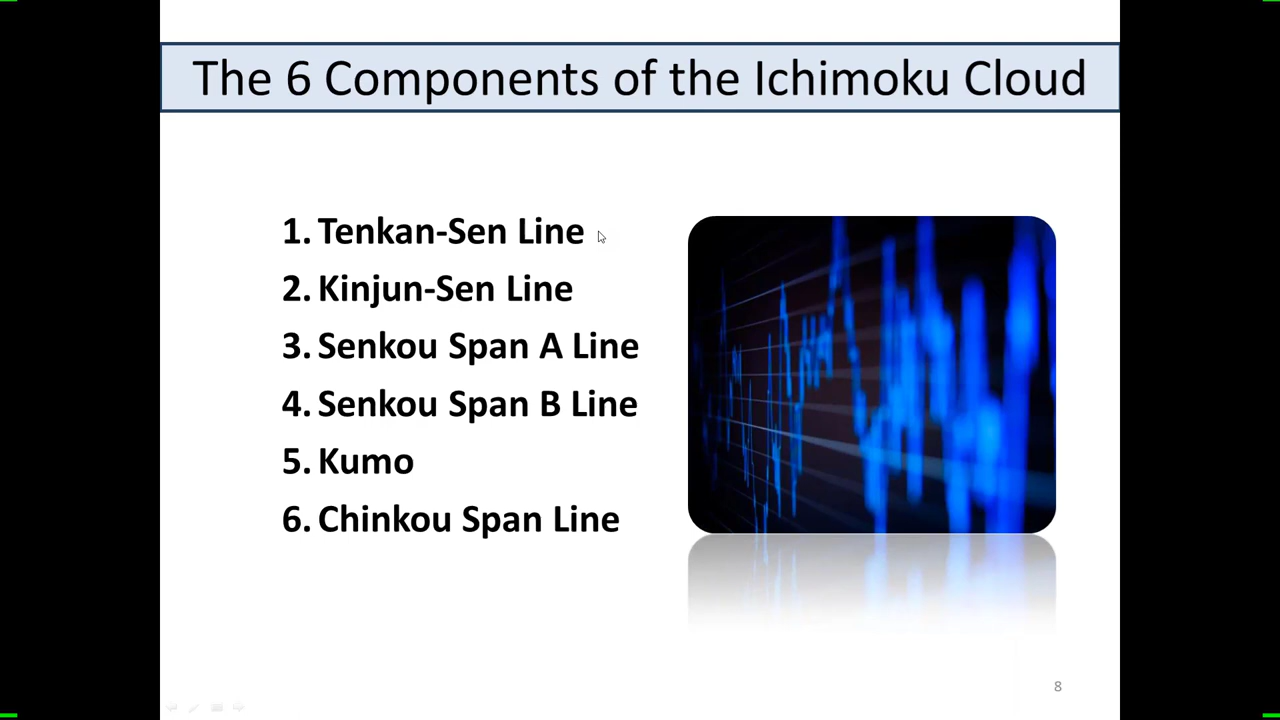 The 6 Components of the Ichimoku Cloud
1. Tenkan-Sen Line
2. Kinjun-Sen Line
3. Senkou Span A Line
4. Senkou Span B Line
5. Kumo
6. Chinkou Span Line
8